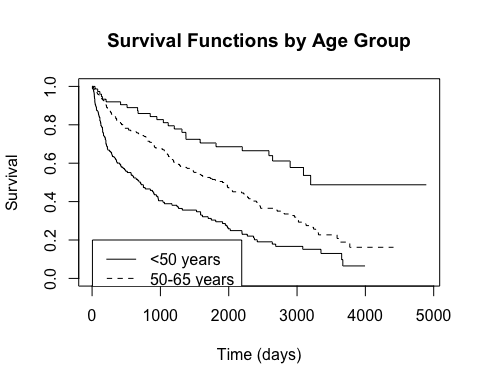 Survival Functions by Age Group
Survival
1.0
0.8
0.6
0.4
0.2
0.0
<50 years
50-65 years
0 1000 2000 3000 4000 5000
Time (days)